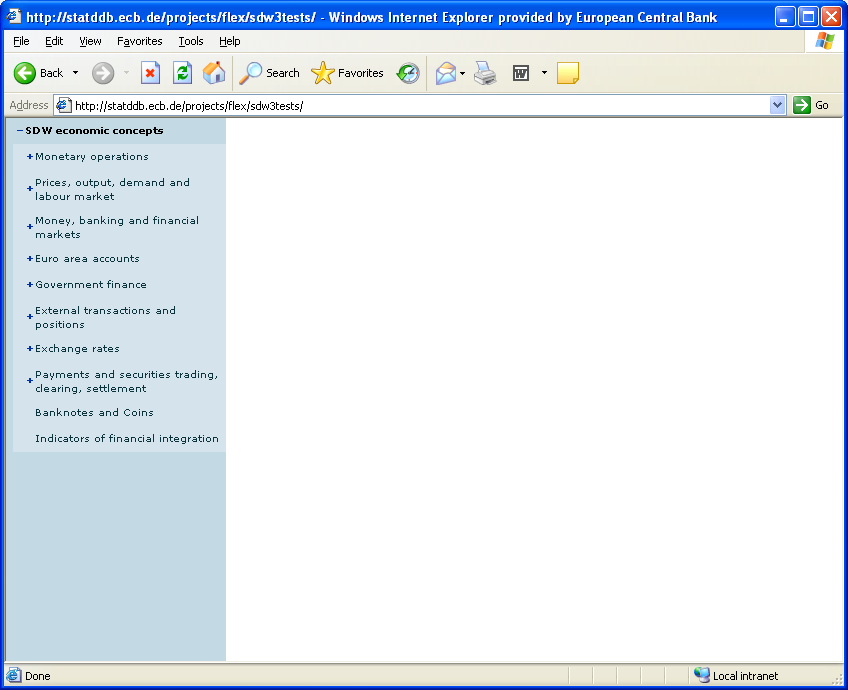 http://statddb.ecb.de/projects/flex/sdw3tests/ - Windows Internet Explorer provided by European Central Bank
File Edit View Favorites Tools Help
Back Search Favorites
Address http://statddb.ecb.de/projects/flex/sdw3tests/ Go
−SDW economic concepts
+Monetary operations
+Prices, output, demand and
labour market
+Money, banking and financial
markets
+Euro area accounts
+Government finance
+External transactions and
positions
+Exchange rates
+Payments and securities trading,
clearing, settlement
Banknotes and Coins
Indicators of financial integration
Done Local intranet